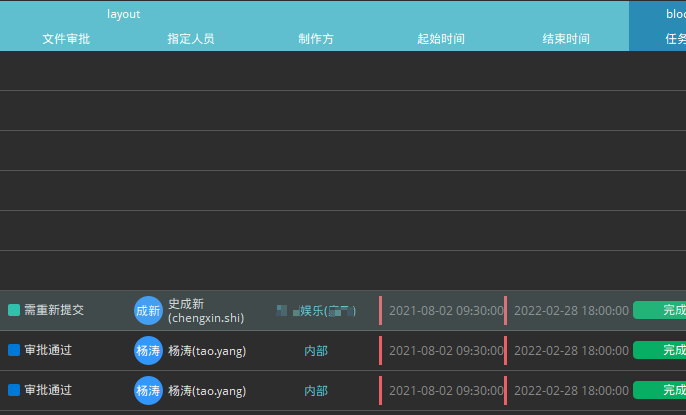 layout
文件审批 指定人员 制作方 起始时间 结束时间 任务
需重新提交 成新 史成新 娱乐( ) 2021-08-02 09:30:00 2022-02-28 18:00:00 完成
(chengxin.shi)
审批通过 杨涛 杨涛(tao.yang) 内部 2021-08-02 09:30:00 2022-02-28 18:00:00 完成
审批通过 杨涛 杨涛(tao.yang) 内部 2021-08-02 09:30:00 2022-02-28 18:00:00 完成